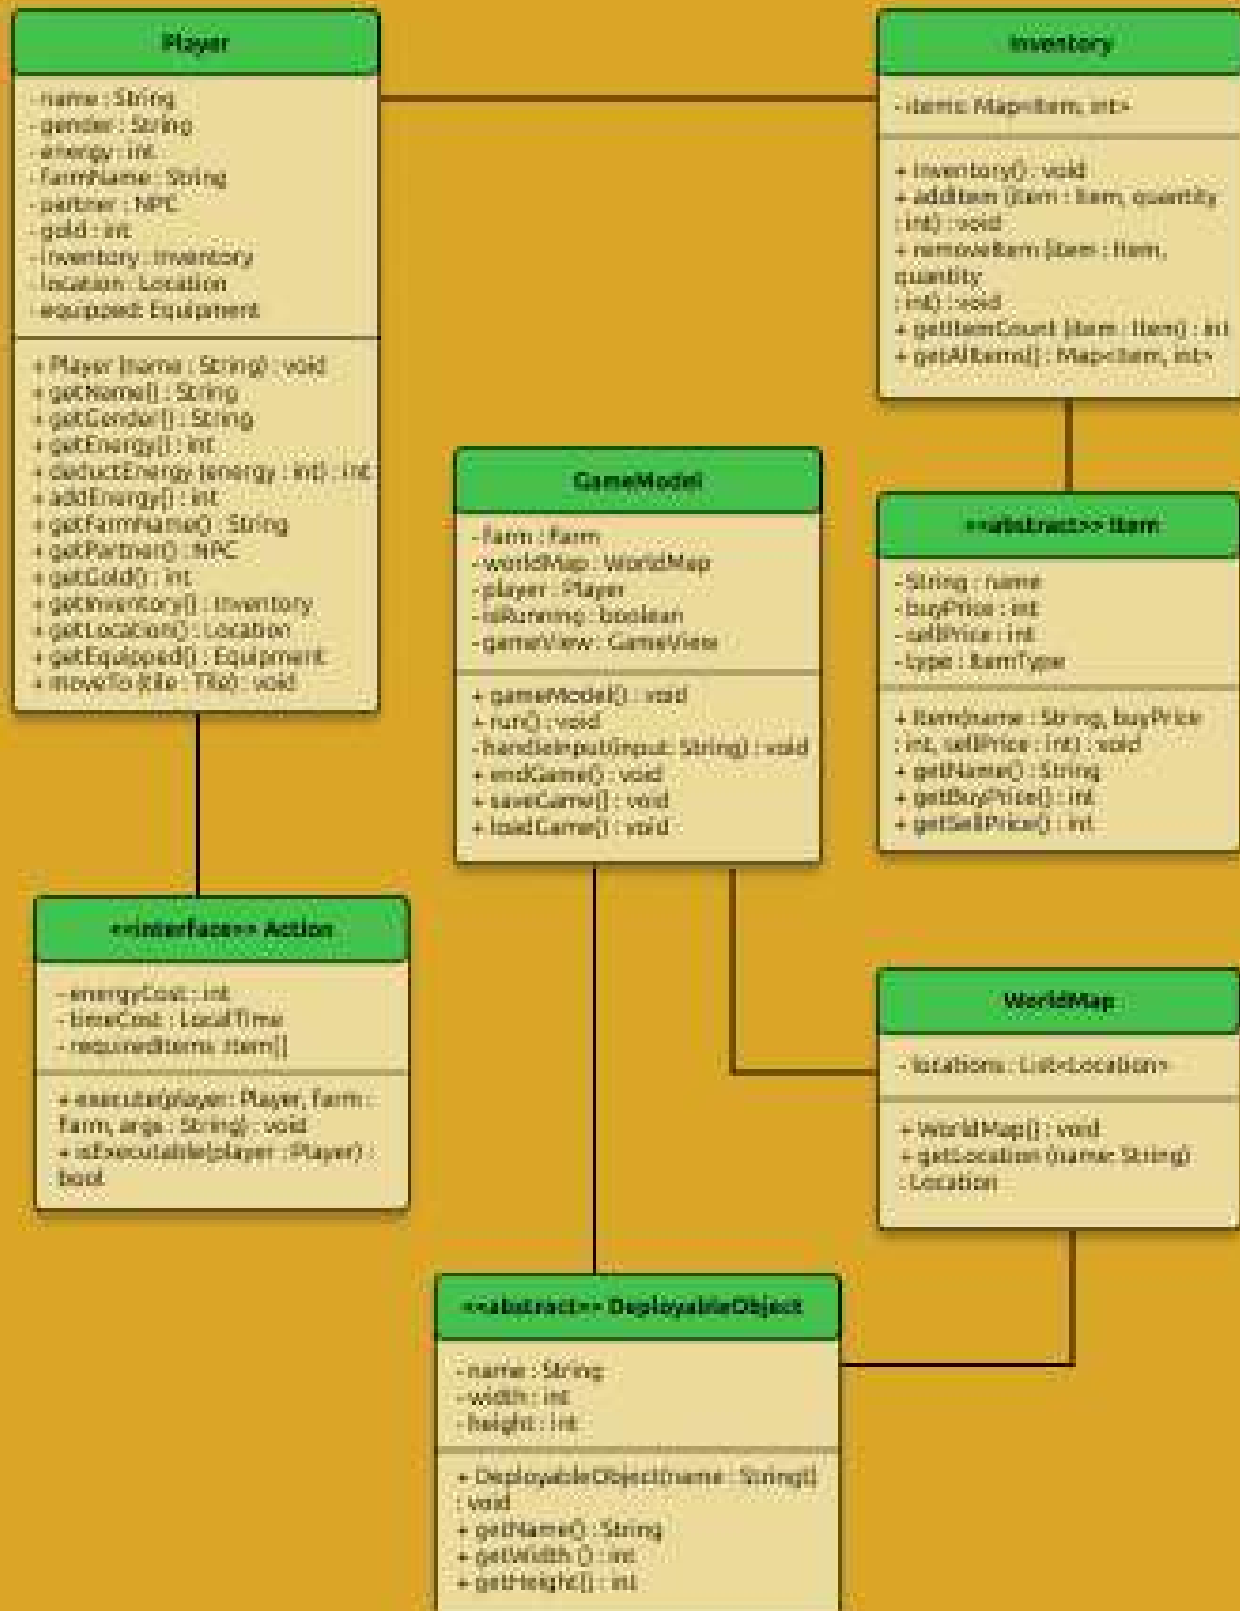 Player
- name : String
- gender : String
- energy : int
- farmName : String
- partner : NPC
- gold : int
- inventory : Inventory
- location : Location
- equipped: Equipment
+ Player (name : String) : void
+ getName() : String
+ getGender() : String
+ getEnergy() : int
+ deductEnergy (energy : int) : int
+ addEnergy() : int
+ getFarmName() : String
+ getPartner() : NPC
+ getGold() : int
+ getInventory() : Inventory
+ getLocation() : Location
+ getEquipped() : Equipment
+ moveTo (tile : Tile) : void
Inventory
- items: Map<Item, int>
+ Inventory() : void
+ addItem (item : Item, quantity
: int) : void
+ removeItem (item : Item,
quantity
: int) : void
+ getItemCount (item : Item) : int
+ getAllItems() : Map<Item, int>
GameModel
- farm : Farm
- worldMap : WorldMap
- player : Player
- isRunning : boolean
- gameView : GameView
+ gameModel() : void
+ run() : void
- handleInput(input: String) : void
+ endGame() : void
+ saveGame() : void
+ loadGame() : void
<<abstract>> Item
- String : name
- buyPrice : int
- sellPrice : int
- type : ItemType
+ Item(name : String, buyPrice
: int, sellPrice : int) : void
+ getName() : String
+ getBuyPrice() : int
+ getSellPrice() : int
<<interface>> Action
- energyCost : int
- timeCost : LocalTime
- requiredItems : Item[]
+ execute(player: Player, farm :
Farm, args : String) : void
+ isExecutable(player : Player) :
bool
WorldMap
- locations : List<Location>
+ WorldMap() : void
+ getLocation (name: String)
: Location
<<abstract>> DeployableObject
- name : String
- width : int
- height : int
+ DeployableObject(name : String)
: void
+ getName() : String
+ getWidth () : int
+ getHeight() : int